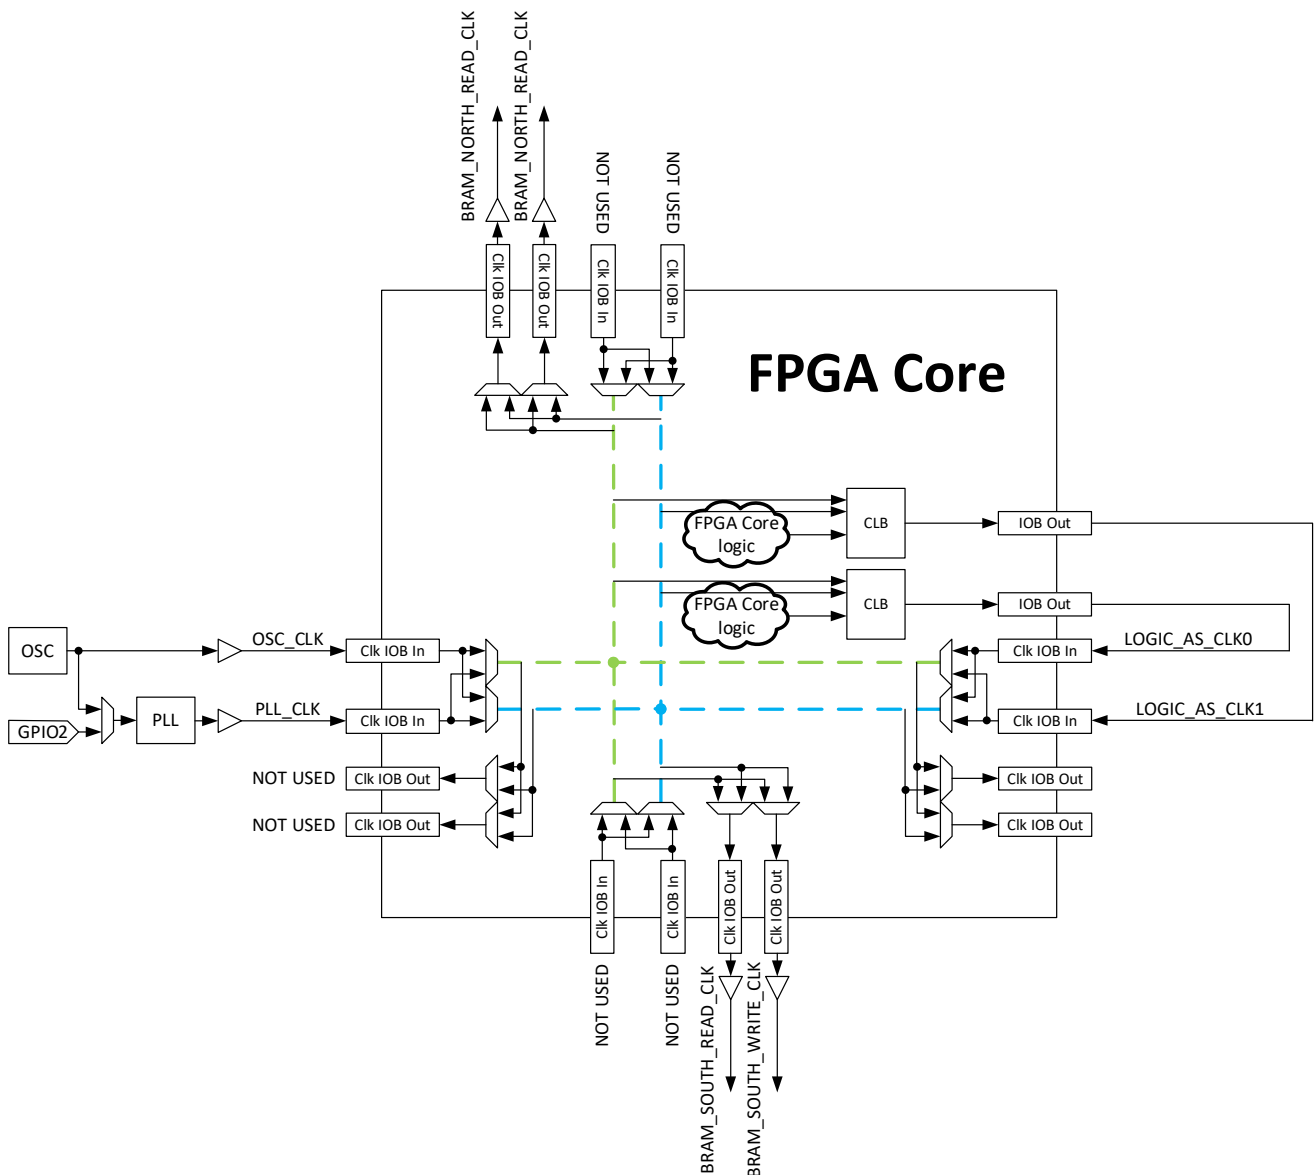 BRAM_NORTH_READ_CLK
BRAM_NORTH_READ_CLK
NOT USED
NOT USED
Clk IOB Out
Clk IOB Out
Clk IOB In
Clk IOB In
FPGA Core
FPGA Core
logic
CLB
IOB Out
FPGA Core
logic
CLB
IOB Out
OSC
OSC_CLK
Clk IOB In
Clk IOB In
LOGIC_AS_CLK0
GPIO2
PLL
PLL_CLK
Clk IOB In
Clk IOB In
LOGIC_AS_CLK1
NOT USED
Clk IOB Out
Clk IOB Out
NOT USED
Clk IOB Out
Clk IOB Out
Clk IOB In
Clk IOB In
Clk IOB Out
Clk IOB Out
NOT USED
NOT USED
BRAM_SOUTH_READ_CLK
BRAM_SOUTH_WRITE_CLK